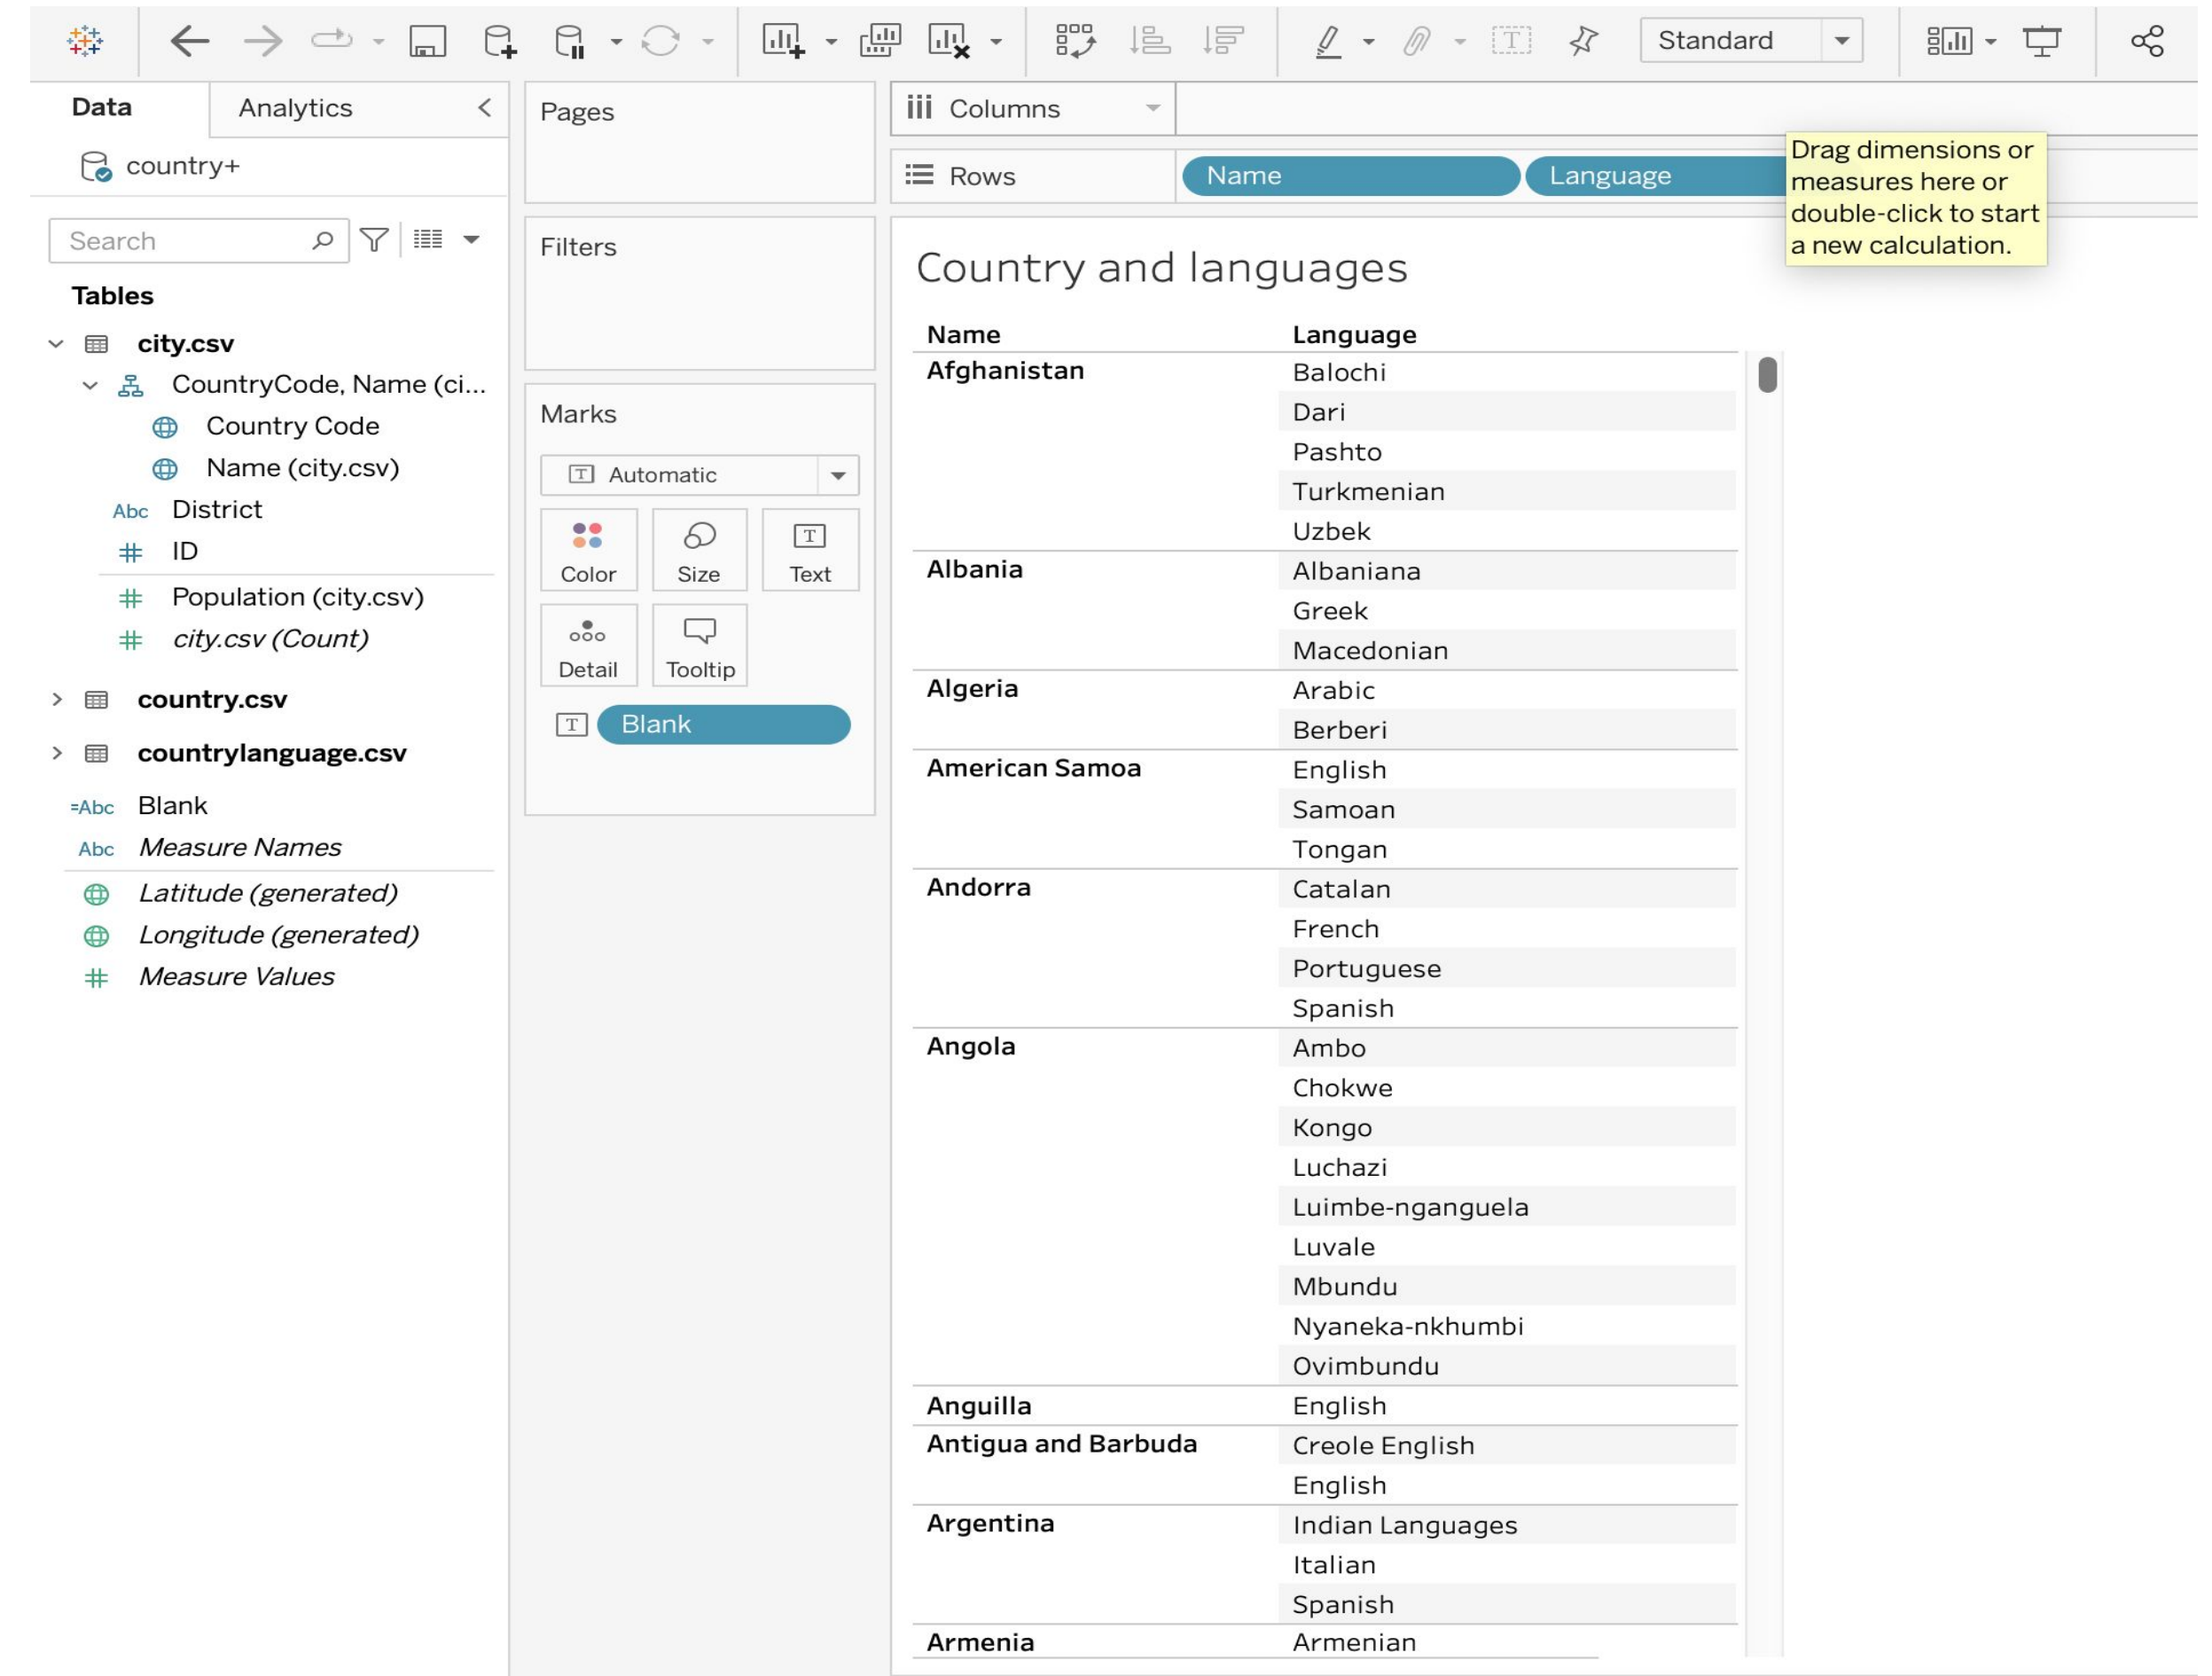 Standard
Data
Analytics
country+
Search
Tables
city.csv
CountryCode, Name (ci...
Country Code
Name (city.csv)
Abc District
ID
Population (city.csv)
city.csv (Count)
country.csv
countrylanguage.csv
=Abc Blank
Abc Measure Names
Latitude (generated)
Longitude (generated)
Measure Values
Pages
Filters
Marks
T Automatic
Color
Size
T Text
Detail
Tooltip
T Blank
Columns
Rows
Name
Language
Drag dimensions or
measures here or
double-click to start
a new calculation.
Country and languages
Name Language
Afghanistan Balochi
Dari
Pashto
Turkmenian
Uzbek
Albania Albaniana
Greek
Macedonian
Algeria Arabic
Berberi
American Samoa English
Samoan
Tongan
Andorra Catalan
French
Portuguese
Spanish
Angola Ambo
Chokwe
Kongo
Luchazi
Luimbe-nganguela
Luvale
Mbundu
Nyaneka-nkhumbi
Ovimbundu
Anguilla English
Antigua and Barbuda Creole English
English
Argentina Indian Languages
Italian
Spanish
Armenia Armenian